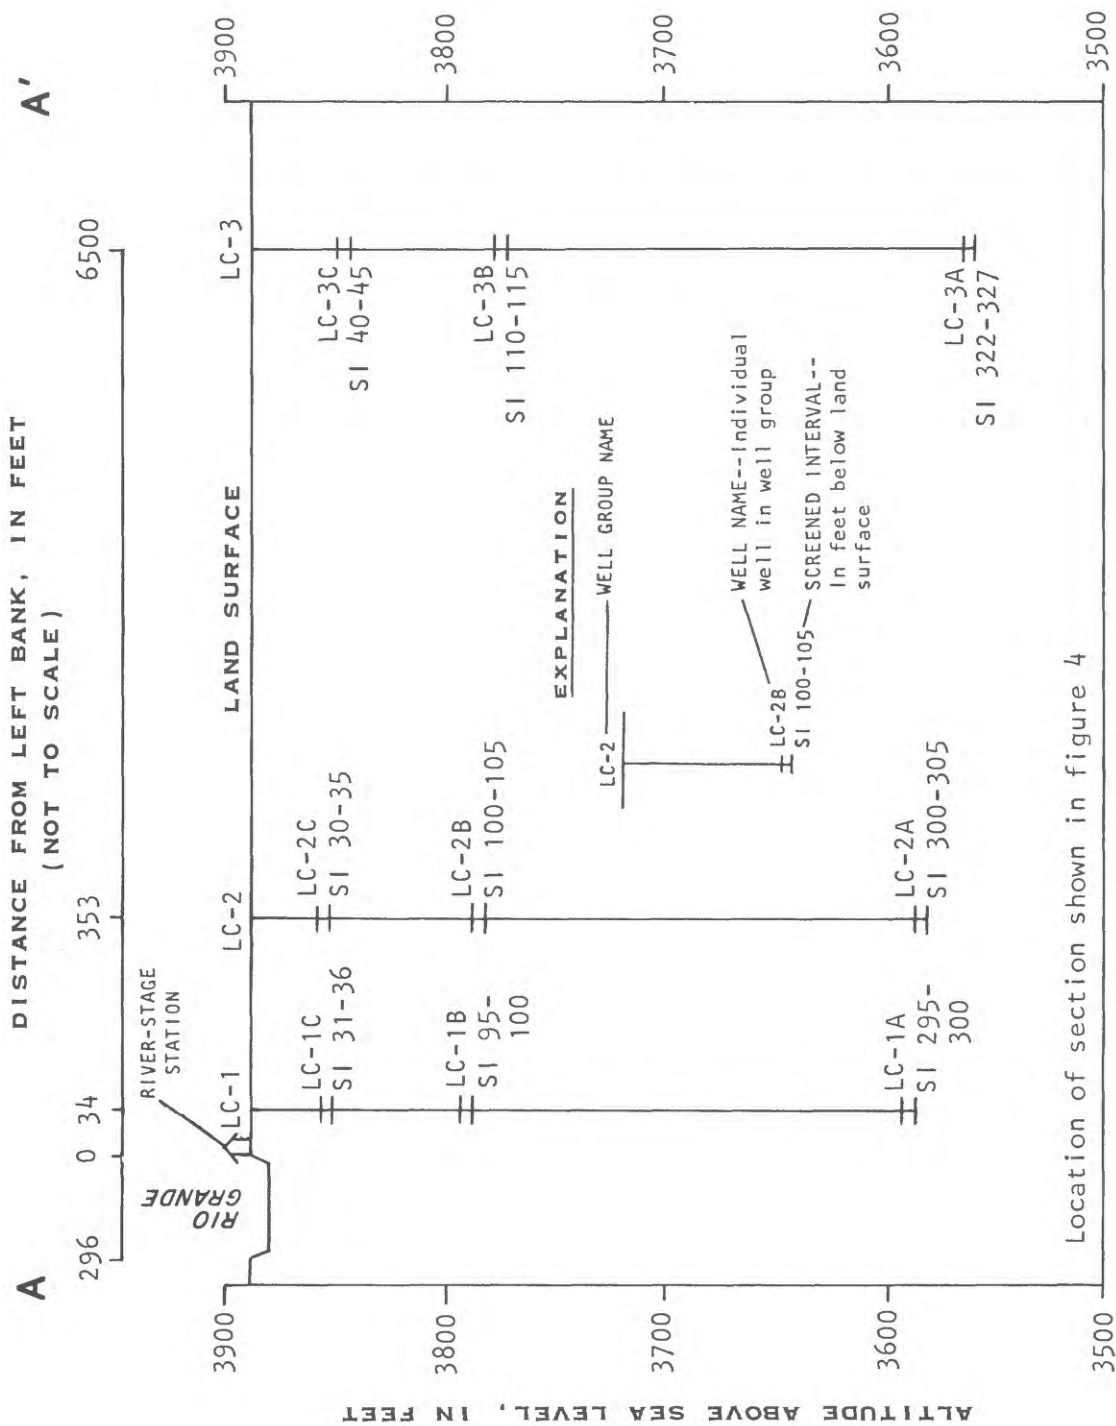 DISTANCE FROM LEFT BANK, IN FEET
(NOT TO SCALE)
A
A'
296
0
34
353
6500
RIVER-STAGE
STATION
RIO
GRANDE
LC-1
LC-2
LAND SURFACE
LC-3
3900
3800
3700
3600
3500
ALTITUDE ABOVE SEA LEVEL, IN FEET
3900
3800
3700
3600
3500
LC-1C
SI 31-36
LC-1B
SI 95-
100
LC-1A
SI 295-
300
LC-2C
SI 30-35
LC-2B
SI 100-105
LC-2A
SI 300-305
LC-3C
SI 40-45
LC-3B
SI 110-115
LC-3A
SI 322-327
EXPLANATION
LC-2
WELL GROUP NAME
LC-2B
SI 100-105
WELL NAME--Individual
well in well group
SCREENED INTERVAL--
In feet below land
surface
Location of section shown in figure 4